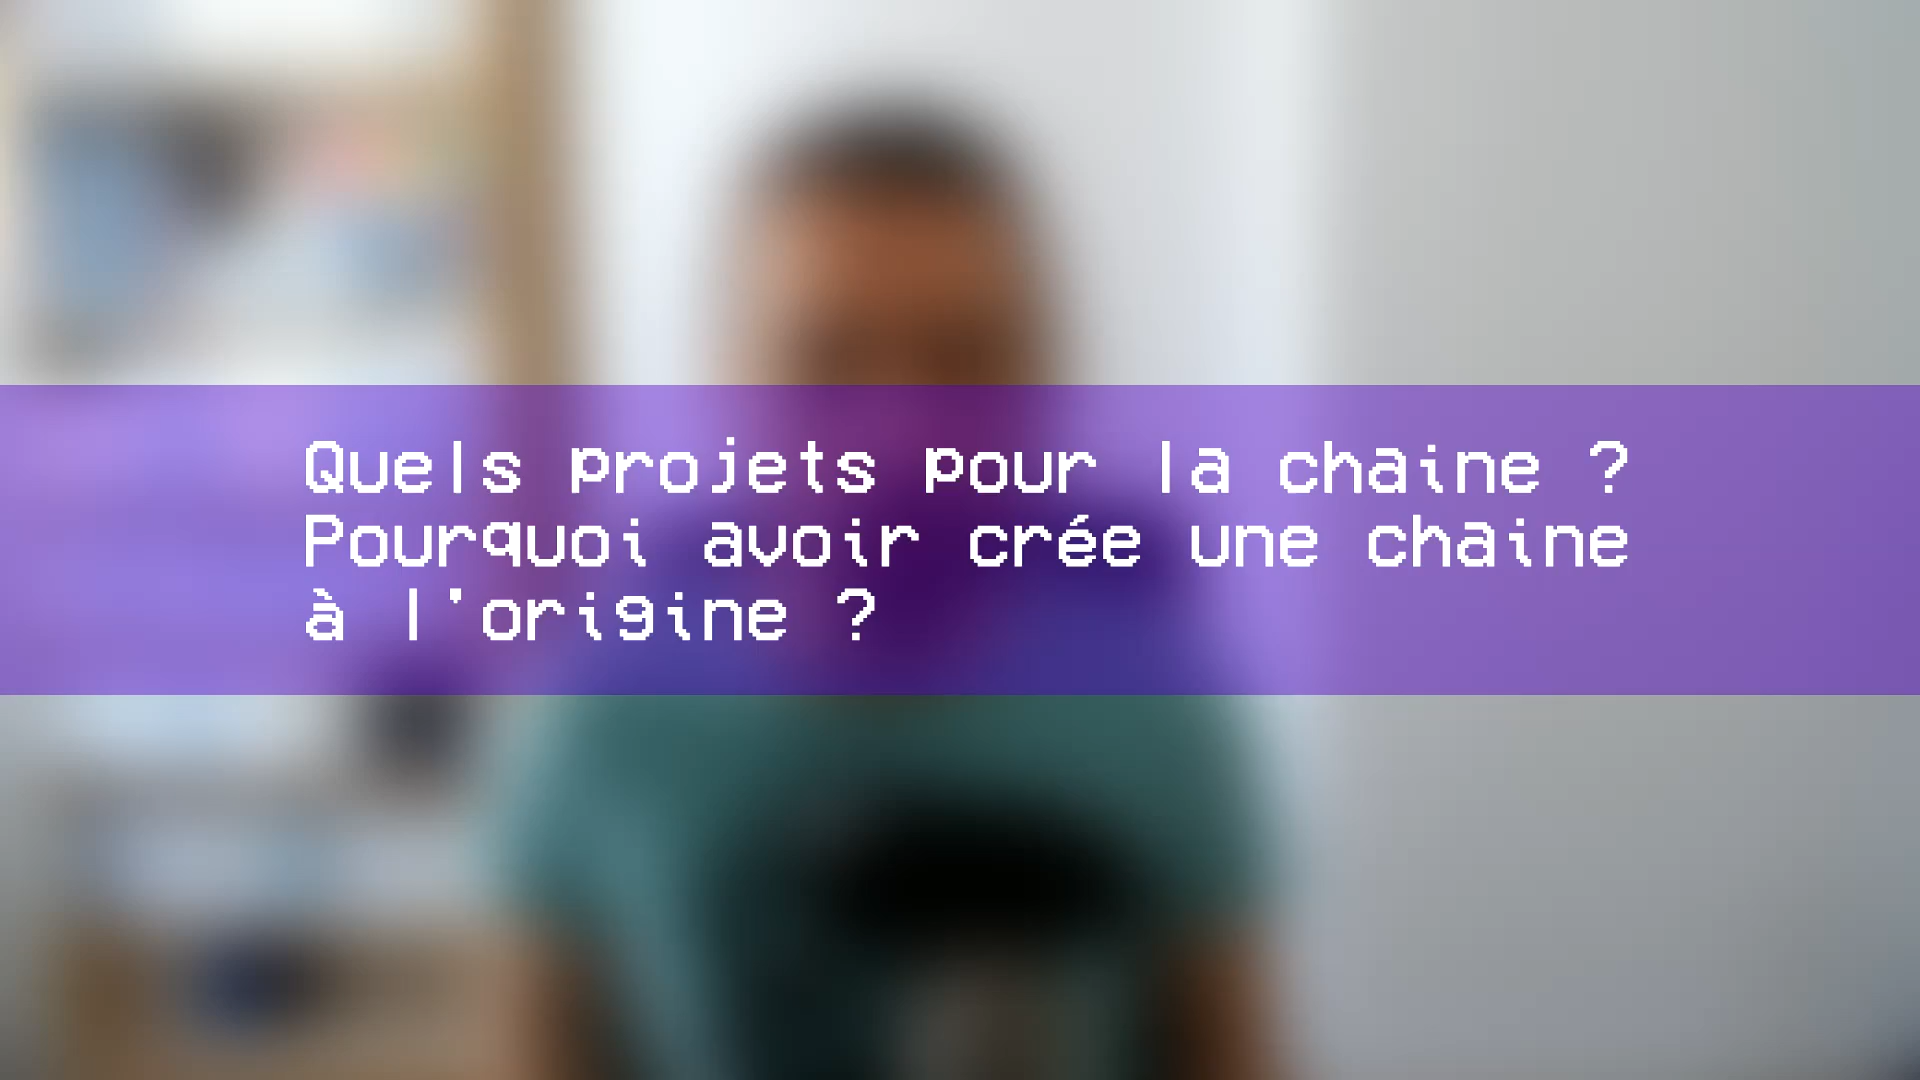 Quels projets pour la chaine ?
Pourquoi avoir crée une chaine
à l'origine ?